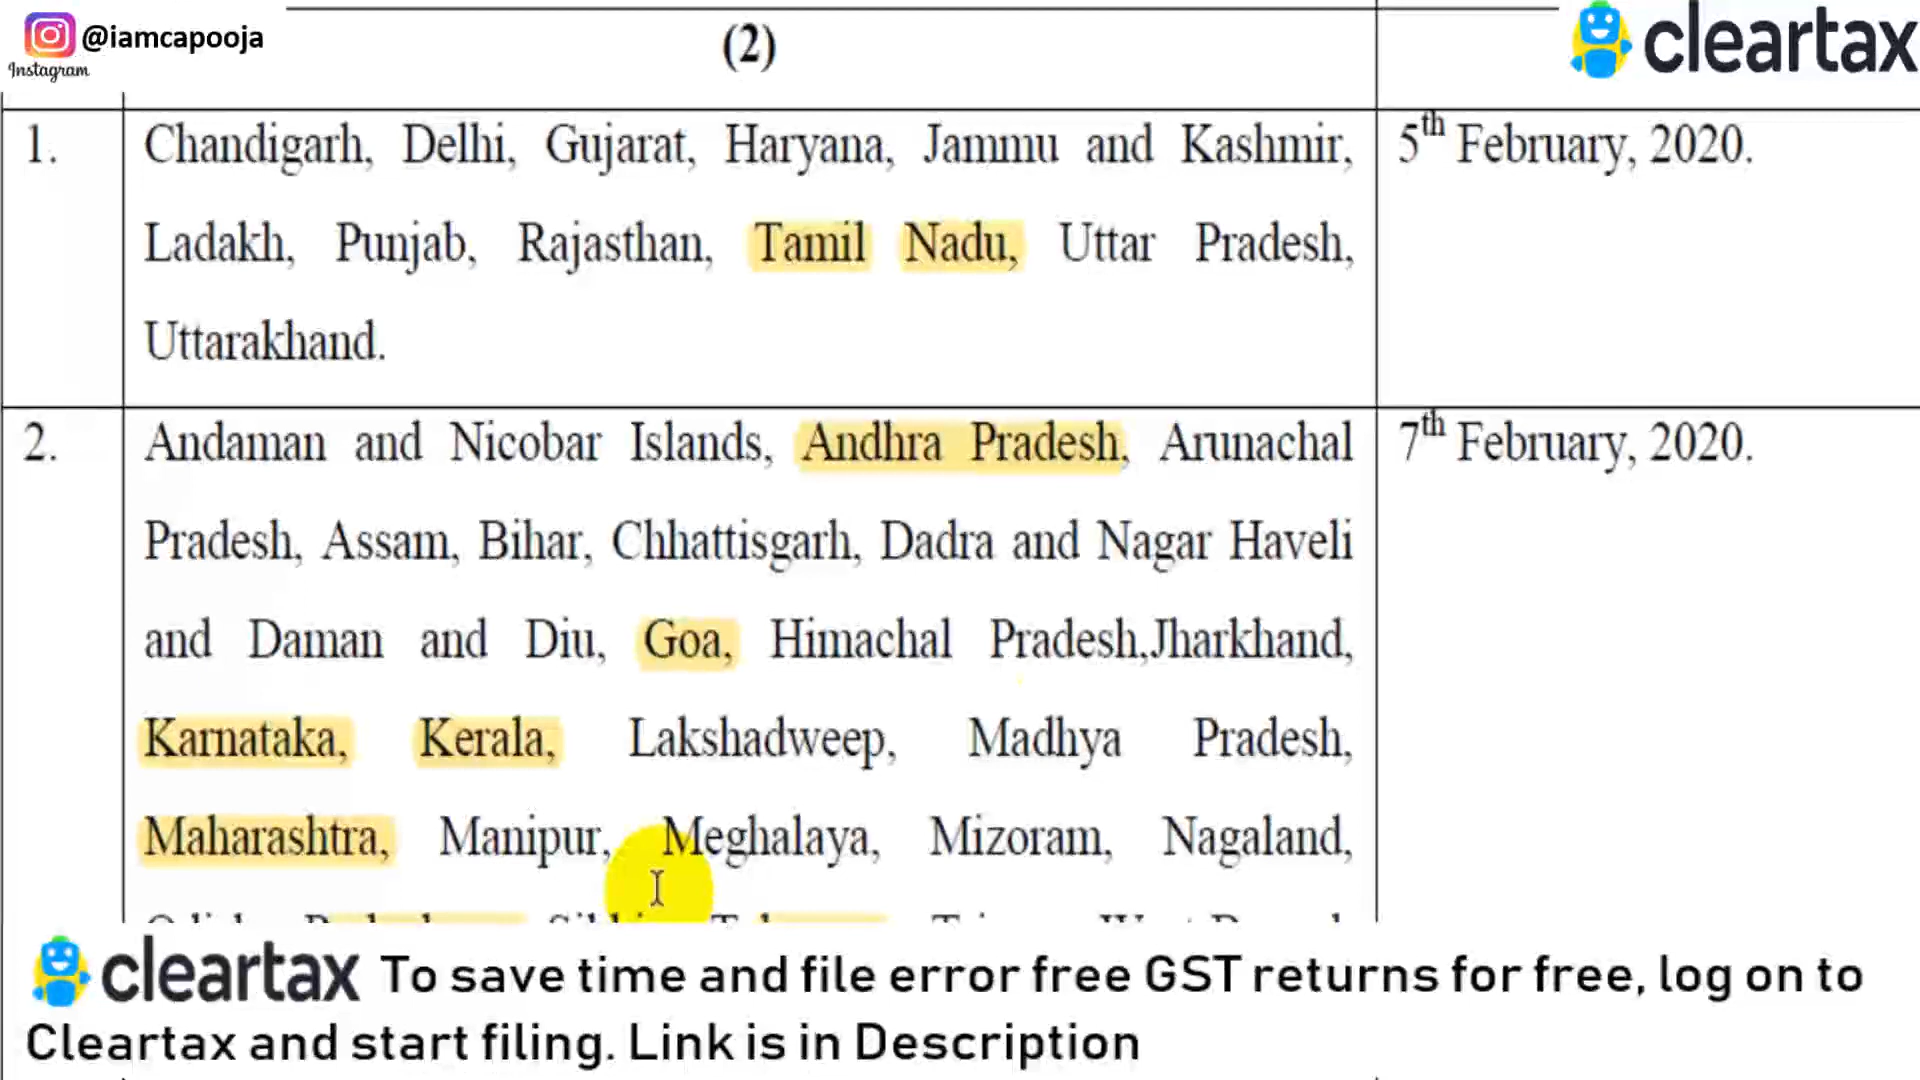 @iamcapooja
Instagram
(2)
cleartax
1. Chandigarh, Delhi, Gujarat, Haryana, Jammu and Kashmir, 5th February, 2020.
Ladakh, Punjab, Rajasthan, Tamil Nadu, Uttar Pradesh,
Uttarakhand.
2. Andaman and Nicobar Islands, Andhra Pradesh, Arunachal 7th February, 2020.
Pradesh, Assam, Bihar, Chhattisgarh, Dadra and Nagar Haveli
and Daman and Diu, Goa, Himachal Pradesh,Jharkhand,
Karnataka, Kerala, Lakshadweep, Madhya Pradesh,
Maharashtra, Manipur, Meghalaya, Mizoram, Nagaland,
cleartax To save time and file error free GST returns for free, log on to
Cleartax and start filing. Link is in Description